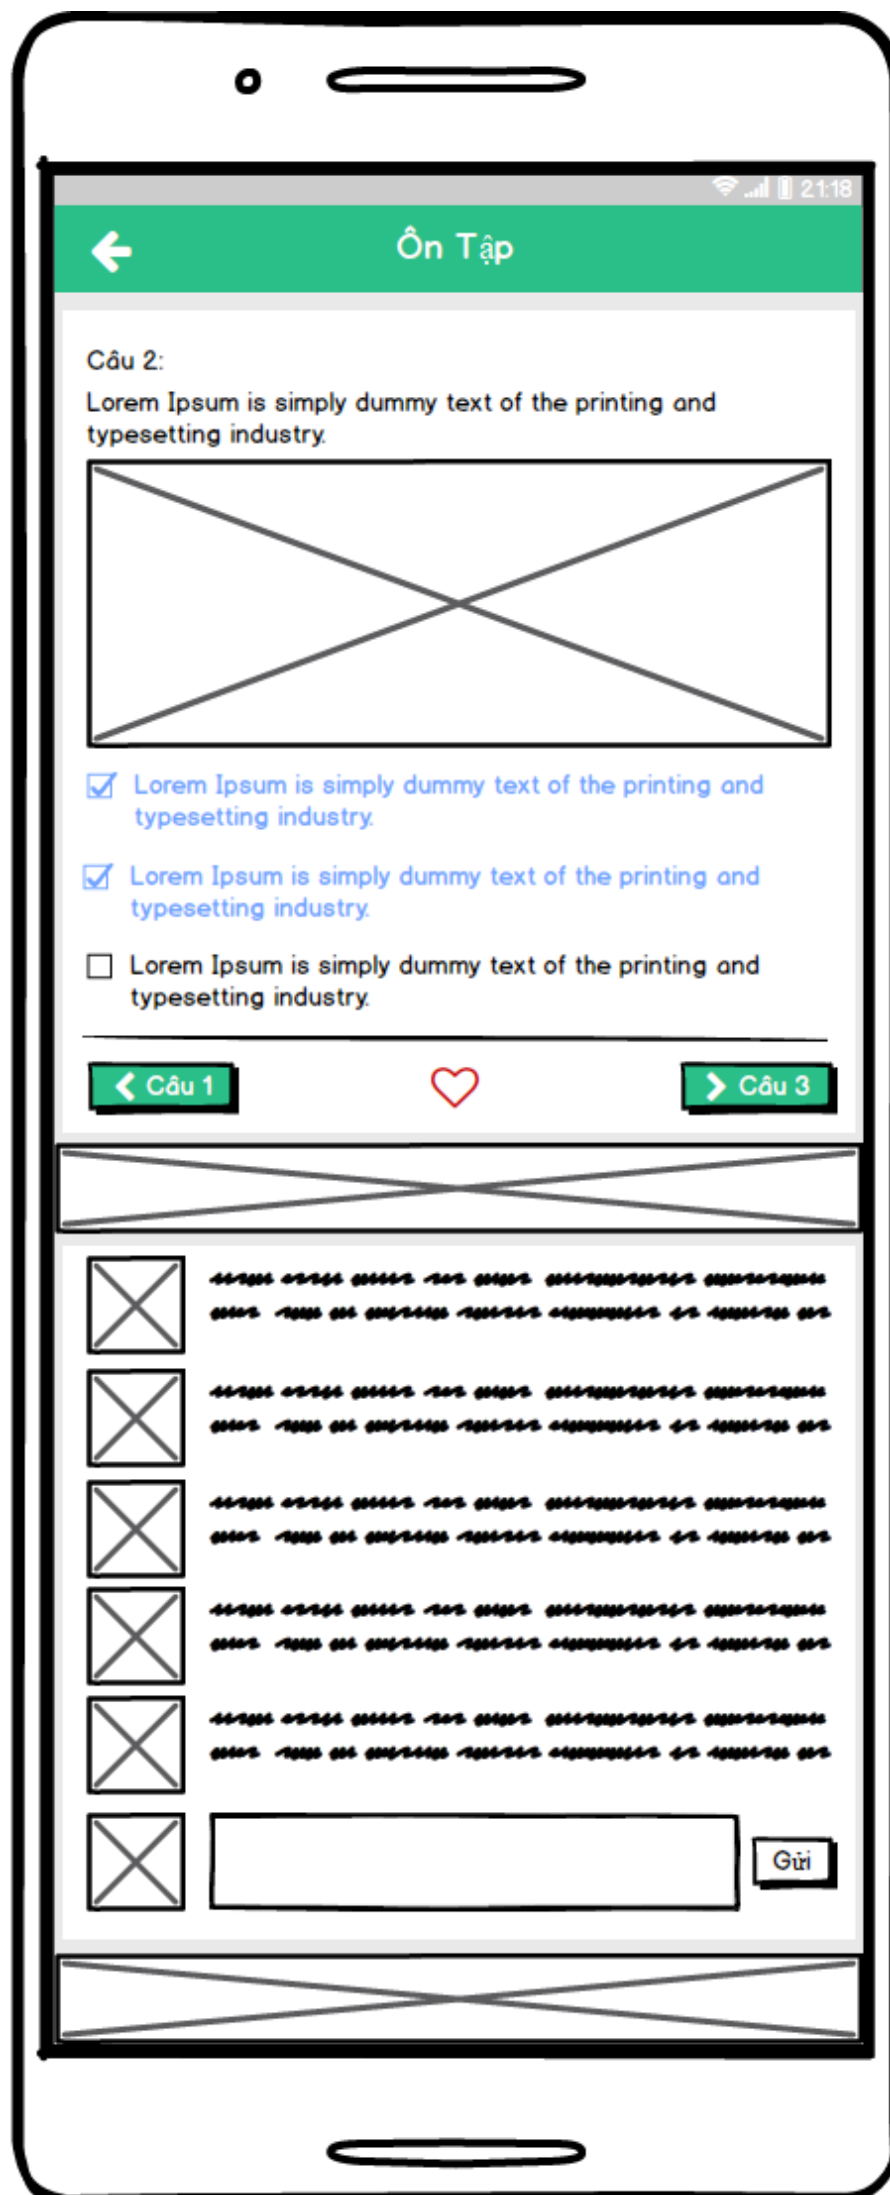 21:18
Ôn Tập
Câu 2:
Lorem Ipsum is simply dummy text of the printing and
typesetting industry.
Lorem Ipsum is simply dummy text of the printing and
typesetting industry.
Lorem Ipsum is simply dummy text of the printing and
typesetting industry.
Lorem Ipsum is simply dummy text of the printing and
typesetting industry.
Câu 1
Câu 3
Gửi